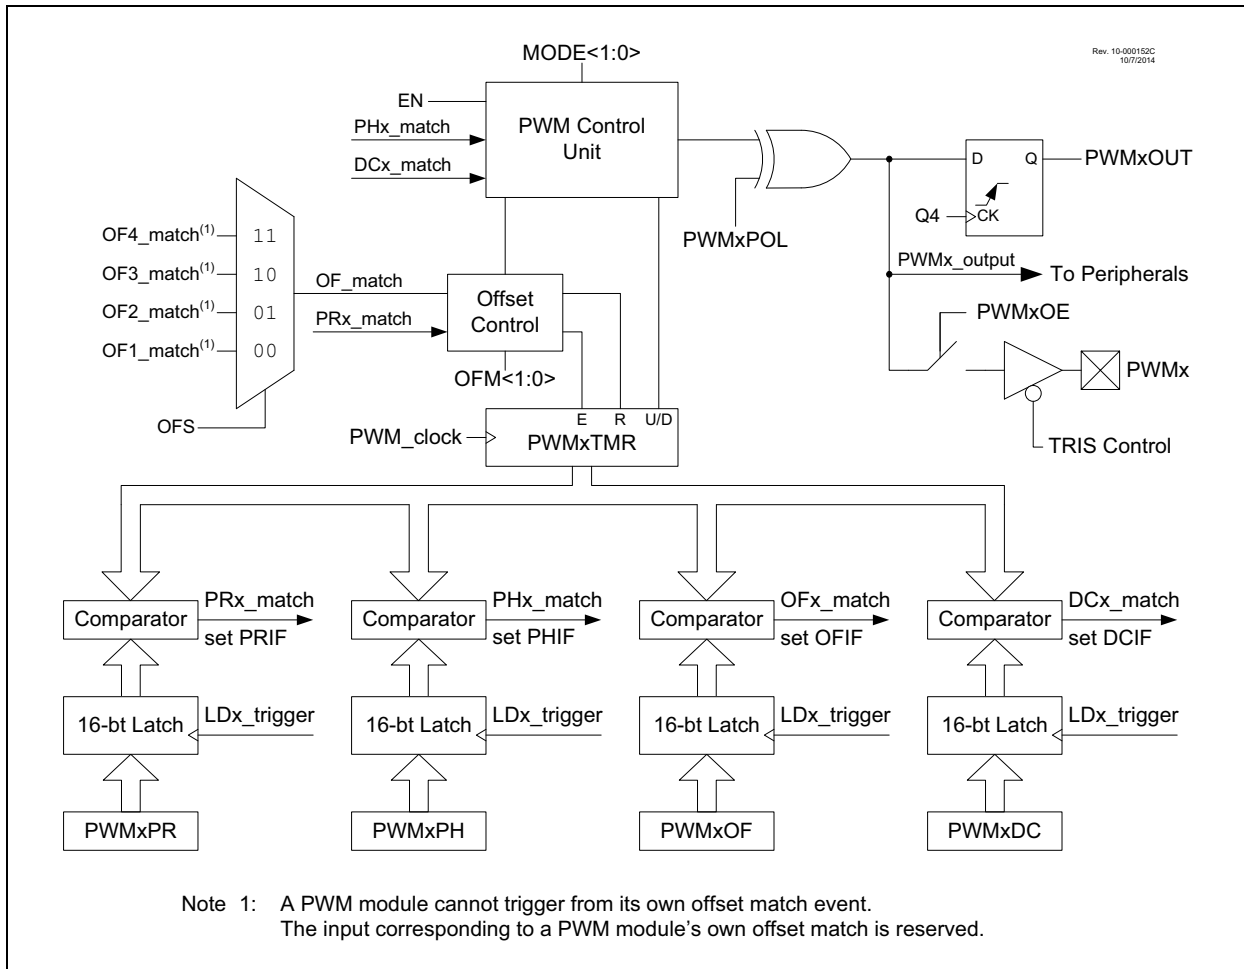 Rev. 10-000152C
10/7/2014
MODE<1:0>
EN
PHx_match
DCx_match
PWM Control
Unit
PWMxPOL
D
Q
Q4
CK
PWMxOUT
PWMx_output
To Peripherals
PWMxOE
PWMx
TRIS Control
OF4_match(1)
11
OF3_match(1)
10
OF2_match(1)
01
OF1_match(1)
00
OFS
OF_match
PRx_match
Offset
Control
OFM<1:0>
E
R
U/D
PWM_clock
PWMxTMR
Comparator
PRx_match
set PRIF
Comparator
PHx_match
set PHIF
Comparator
OFx_match
set OFIF
Comparator
DCx_match
set DCIF
16-bt Latch
LDx_trigger
16-bt Latch
LDx_trigger
16-bt Latch
LDx_trigger
16-bt Latch
LDx_trigger
PWMxPR
PWMxPH
PWMxOF
PWMxDC
Note 1: A PWM module cannot trigger from its own offset match event.
The input corresponding to a PWM module's own offset match is reserved.